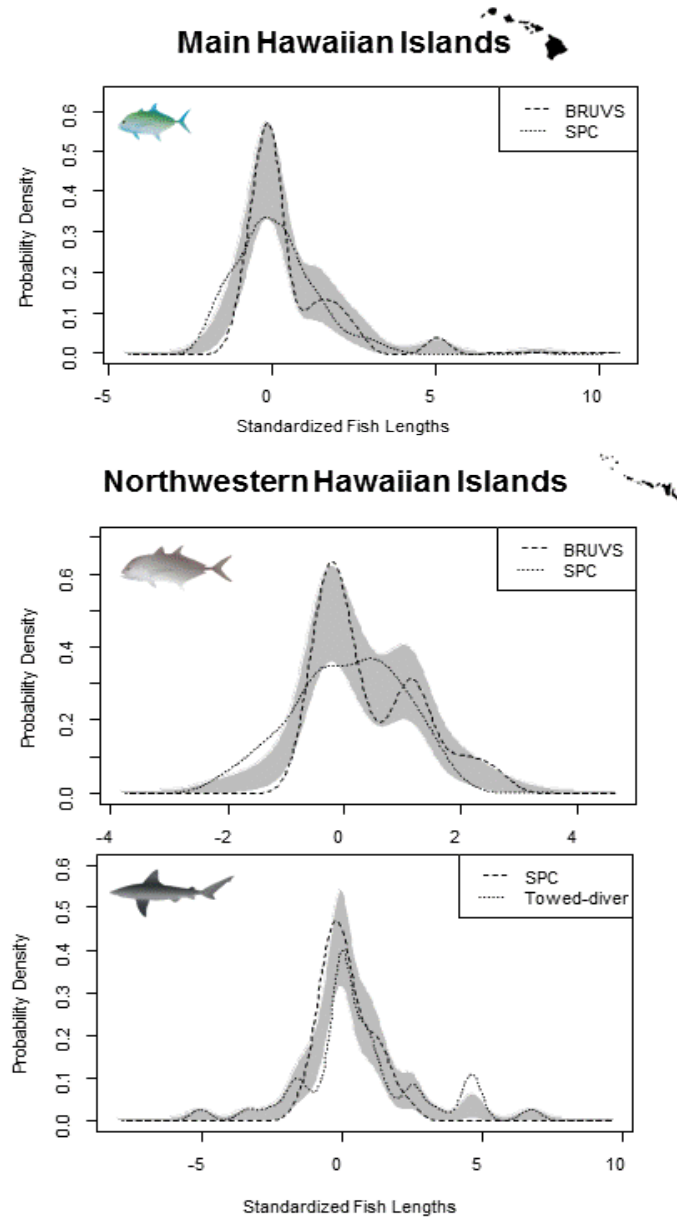 Main Hawaiian Islands
BRUVS
SPC
Probability Density
0.0 0.1 0.2 0.3 0.4 0.5 0.6
-5 0 5 10
Standardized Fish Lengths
Northwestern Hawaiian Islands
BRUVS
SPC
Probability Density
0.0 0.2 0.4 0.6
-4 -2 0 2 4
SPC
Towed-diver
Probability Density
0.0 0.1 0.2 0.3 0.4 0.5 0.6
-5 0 5 10
Standardized Fish Lengths